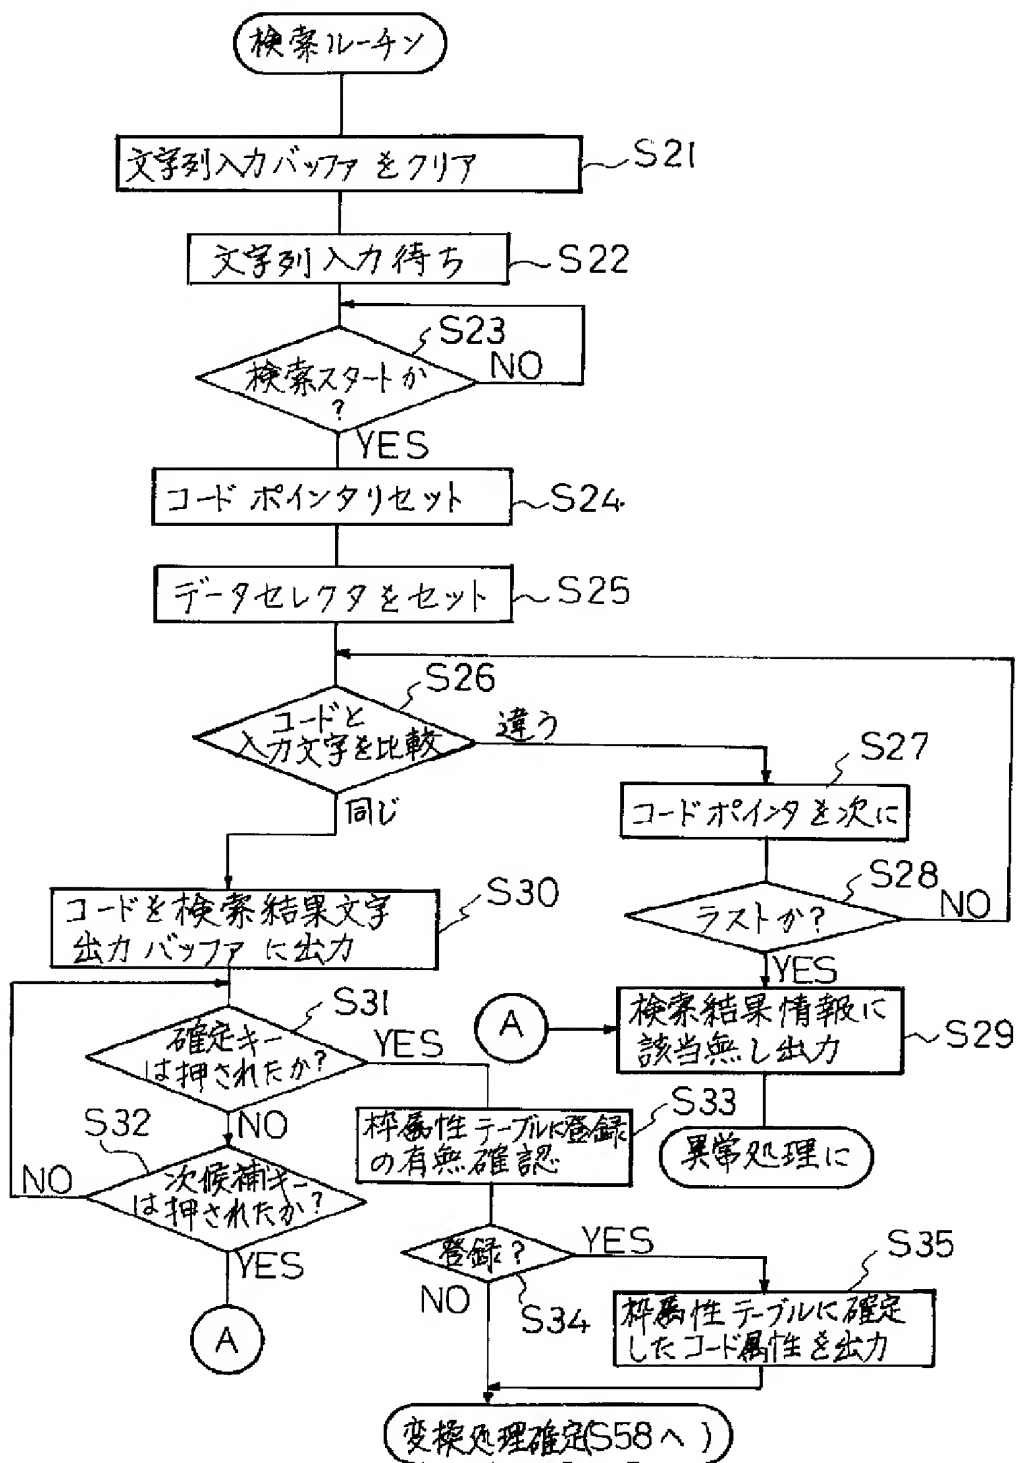 検索ルーチン
文字列入力バッファをクリア
S21
文字列入力待ち
S22
S23
検索スタートか
?
NO
YES
コードポインタリセット
S24
データセレクタをセット
S25
S26
コードと
入力文字を比較
違う
同じ
S27
コードポインタを次に
S28
ラストか?
NO
YES
S30
コードを検索結果文字
出力バッファに出力
A
検索結果情報に
該当無し出力
S29
異常処理に
S31
確定キー
は押されたか?
YES
NO
S32
次候補キー
は押されたか?
NO
YES
A
S33
枠属性テーブルに登録
の有無確認
登録?
YES
NO
S34
S35
枠属性テーブルに確定
したコード属性を出力
変換処理確定(S58へ)